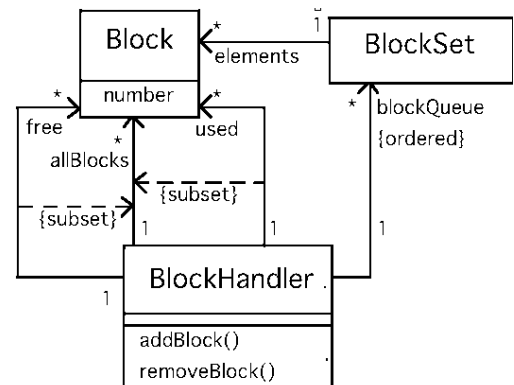 Block
number
*
elements
1
BlockSet
*
free
*
allBlocks
*
used
*
blockQueue
{ordered}
{subset}
{subset}
1
1
1
1
BlockHandler
addBlock()
removeBlock()